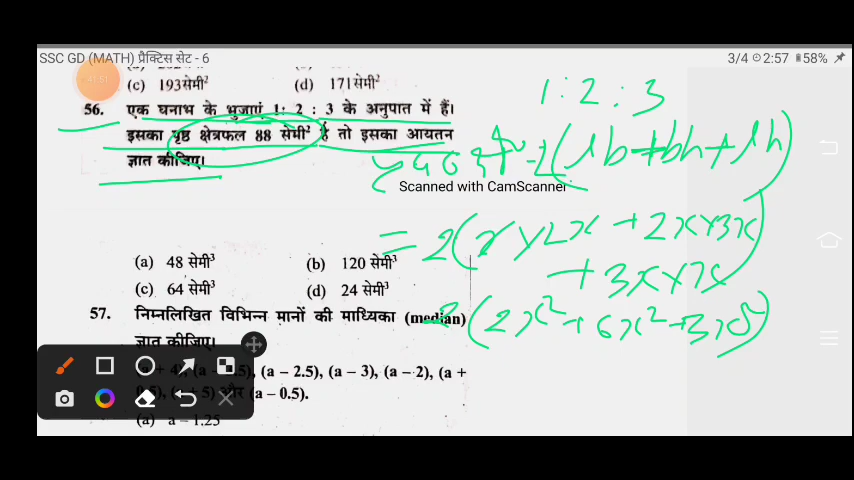 SSC GD (MATH) प्रैक्टिस सेट - 6
3/4 2:57 58%
(c) 193सेमी²
(d) 171सेमी²
56. एक घनाभ के भुजाएं 1: 2 : 3 के अनुपात में हैं।
इसका पृष्ठ क्षेत्रफल 88 सेमी² है तो इसका आयतन
ज्ञात कीजिए।
1 : 2 : 3
2(lb+bh+lh)
Scanned with CamScanner
= 2(x×2x + 2x×3x
+ 3x×x)
2(2x²+6x²+3x²)
(a) 48 सेमी³
(b) 120 सेमी³
(c) 64 सेमी³
(d) 24 सेमी³
57. निम्नलिखित विभिन्न मानों की माध्यिका (median)
ज्ञात कीजिए।
(a – 2.5), (a – 3), (a – 2), (a +
और (a – 0.5).
(a) a – 1.25